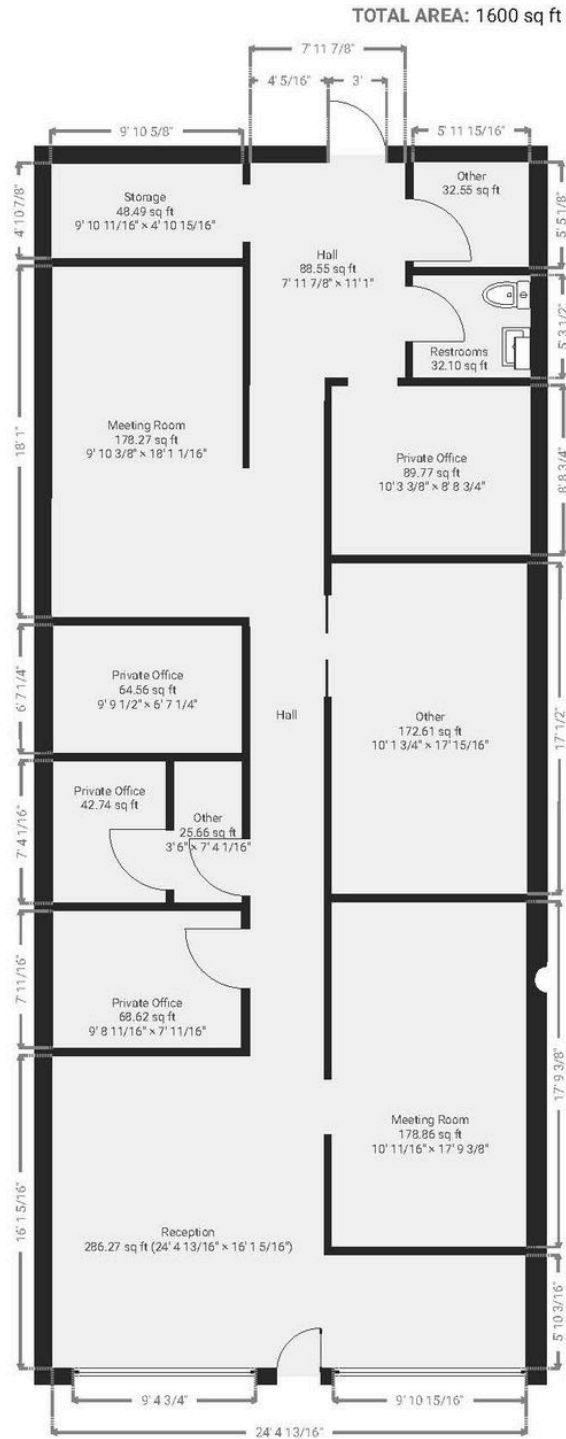 TOTAL AREA: 1600 sq ft
7' 11 7/8"
4' 5/16"
3'
9' 10 5/8"
5' 11 15/16"
4' 10 7/8"
Storage
48.49 sq ft
9' 10 11/16" × 4' 10 15/16"
Other
32.55 sq ft
5' 5 1/8"
Hall
88.55 sq ft
7' 11 7/8" × 11' 1"
Restrooms
32.10 sq ft
5' 3 1/2"
18' 1"
Meeting Room
178.27 sq ft
9' 10 3/8" × 18' 1 1/16"
Private Office
89.77 sq ft
10' 3 3/8" × 8' 8 3/4"
8' 8 3/4"
6' 7 1/4"
Private Office
64.56 sq ft
9' 9 1/2" × 6' 7 1/4"
Hall
Other
172.61 sq ft
10' 1 3/4" × 17' 15/16"
17' 1/2"
7' 4 1/16"
Private Office
42.74 sq ft
Other
25.66 sq ft
3' 6" × 7' 4 1/16"
7' 11/16"
Private Office
68.62 sq ft
9' 8 11/16" × 7' 11/16"
17' 9 3/8"
Meeting Room
178.86 sq ft
10' 11/16" × 17' 9 3/8"
16' 1 5/16"
Reception
286.27 sq ft (24' 4 13/16" × 16' 1 5/16")
5' 10 3/16"
9' 4 3/4"
9' 10 15/16"
24' 4 13/16"